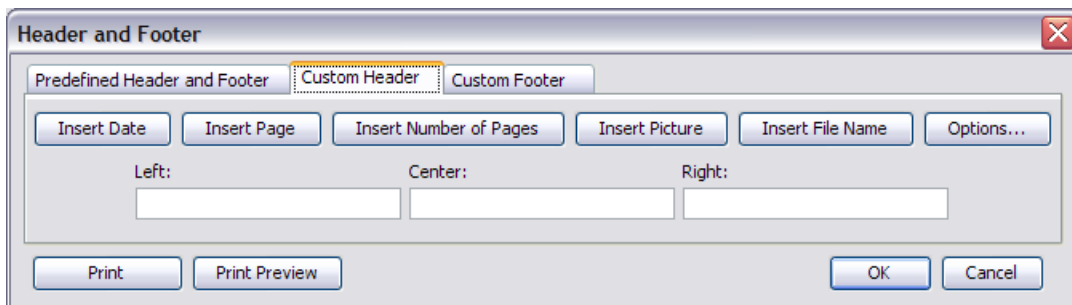 Header and Footer
Predefined Header and Footer Custom Header Custom Footer
Insert Date Insert Page Insert Number of Pages Insert Picture Insert File Name Options...
Left: Center: Right:
Print Print Preview OK Cancel